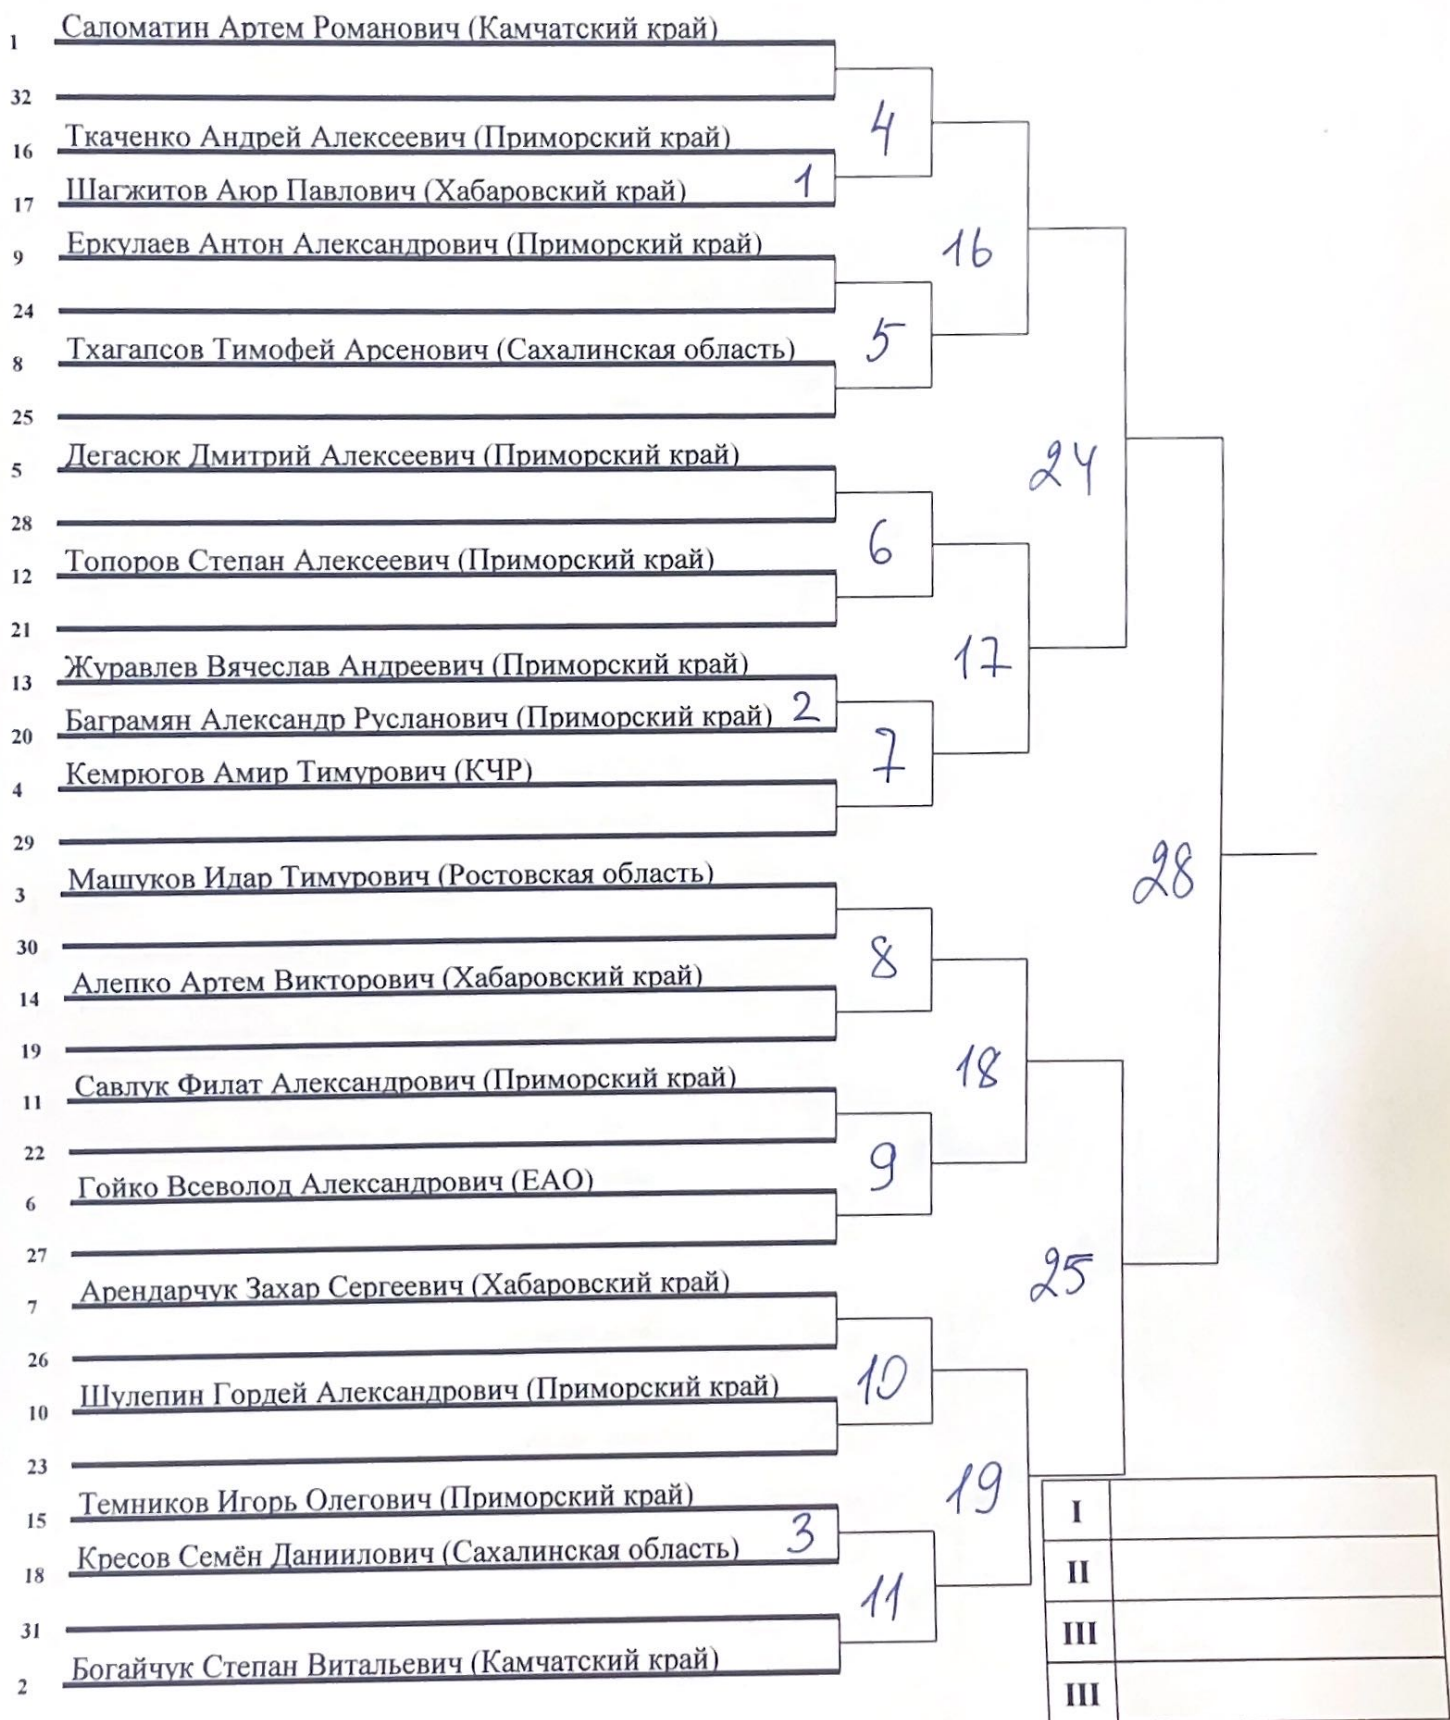 Саломатин Артем Романович (Камчатский край)
1
32
4
Ткаченко Андрей Алексеевич (Приморский край)
16
Шагжитов Аюр Павлович (Хабаровский край) 1
17
Еркулаев Антон Александрович (Приморский край)
9
16
24
Тхагапсов Тимофей Арсенович (Сахалинская область)
5
8
25
Дегасюк Дмитрий Алексеевич (Приморский край)
5
24
28
6
Топоров Степан Алексеевич (Приморский край)
12
21
Журавлев Вячеслав Андреевич (Приморский край)
17
13
Баграмян Александр Русланович (Приморский край) 2
20
7
Кемрюгов Амир Тимурович (КЧР)
4
29
Машуков Идар Тимурович (Ростовская область)
28
3
30
8
Алепко Артем Викторович (Хабаровский край)
14
19
18
Савлук Филат Александрович (Приморский край)
11
22
9
Гойко Всеволод Александрович (ЕАО)
6
27
25
Арендарчук Захар Сергеевич (Хабаровский край)
7
26
10
Шулепин Гордей Александрович (Приморский край)
10
23
19
Темников Игорь Олегович (Приморский край)
15
I
Кресов Семён Даниилович (Сахалинская область) 3
18
II
11
31
III
Богайчук Степан Витальевич (Камчатский край)
2
III